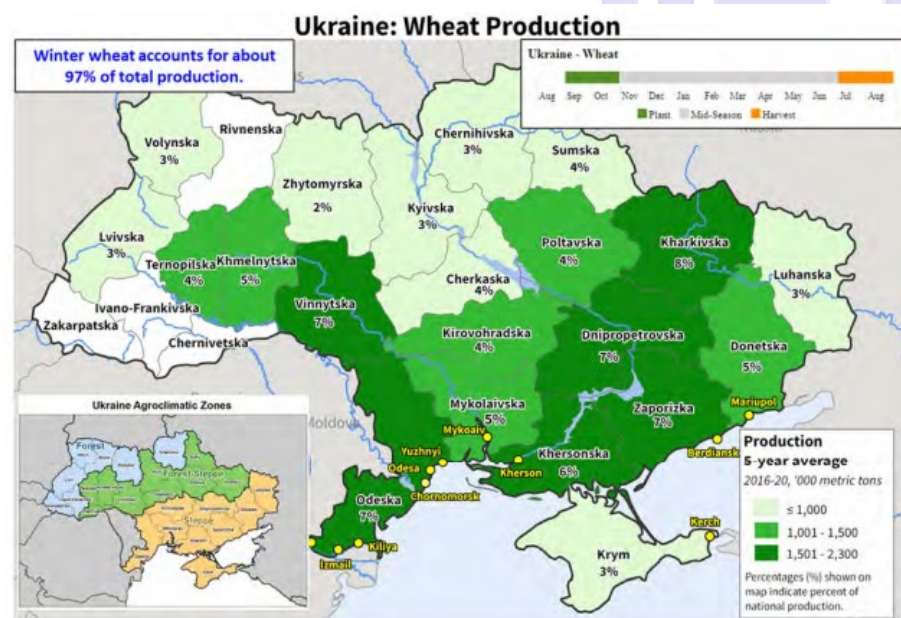 Ukraine: Wheat Production
Winter wheat accounts for about
97% of total production.
Ukraine - Wheat
Aug Sep Oct Nov Dec Jan Feb Mar Apr May Jun Jul Aug
Plant Mid-Season Harvest
Volynska
3%
Rivnenska
Zhytomyrska
2%
Chernihivska
3%
Sumska
4%
Kyivska
3%
Lvivska
3%
Ternopilska
4%
Khmelnytska
5%
Poltavska
4%
Kharkivska
8%
Luhanska
3%
Cherkaska
4%
Ivano-Frankivska
Zakarpatska
Chernivetska
Vinnytska
7%
Kirovohradska
4%
Dnipropetrovska
7%
Donetska
5%
Mykolaivska
5%
Zaporizka
7%
Mariupol
Moldova
Mykoaiv
Khersonska
6%
Kherson
Berdiansk
Yuzhnyi
Odesa
Chornomorsk
Odeska
7%
Kiliya
Izmail
Krym
3%
Kerch
Ukraine Agroclimatic Zones
Forest
Forest-Steppe
Steppe
Production
5-year average
2016-20, '000 metric tons
≤ 1,000
1,001 - 1,500
1,501 - 2,300
Percentages (%) shown on
map indicate percent of
national production.